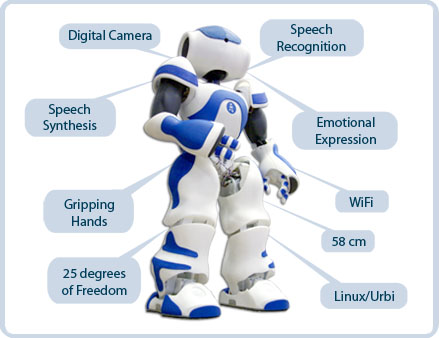 Digital Camera
Speech
Recognition
Speech
Synthesis
Emotional
Expression
Gripping
Hands
WiFi
58 cm
25 degrees
of Freedom
Linux/Urbi